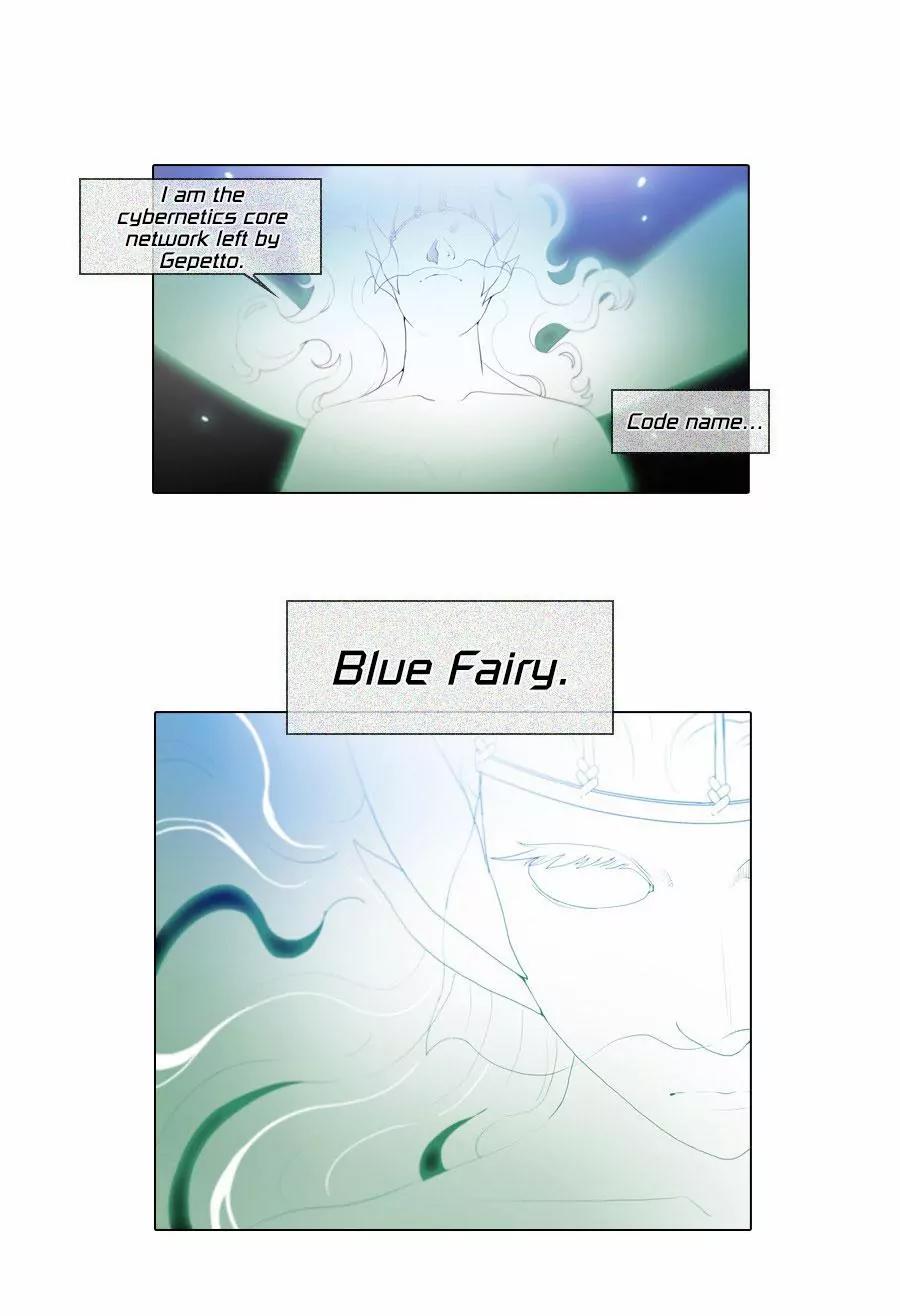 I am the
cybernetics core
network left by
Gepetto.
Code name...
Blue Fairy.